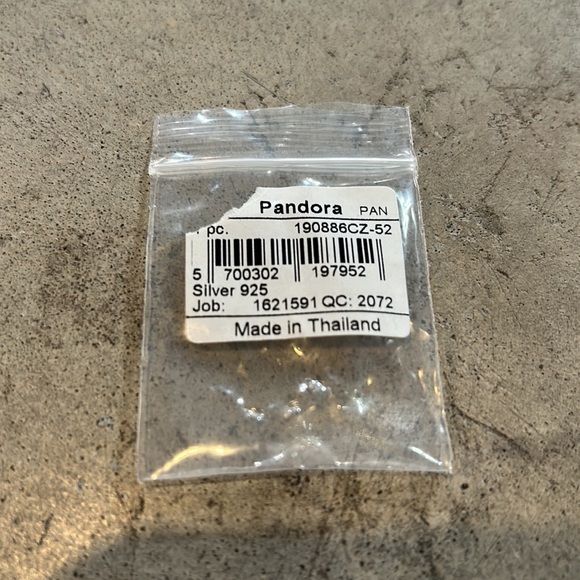 Pandora PAN
pc. 190886CZ-52
5 700302 197952
Silver 925
Job: 1621591 QC: 2072
Made in Thailand